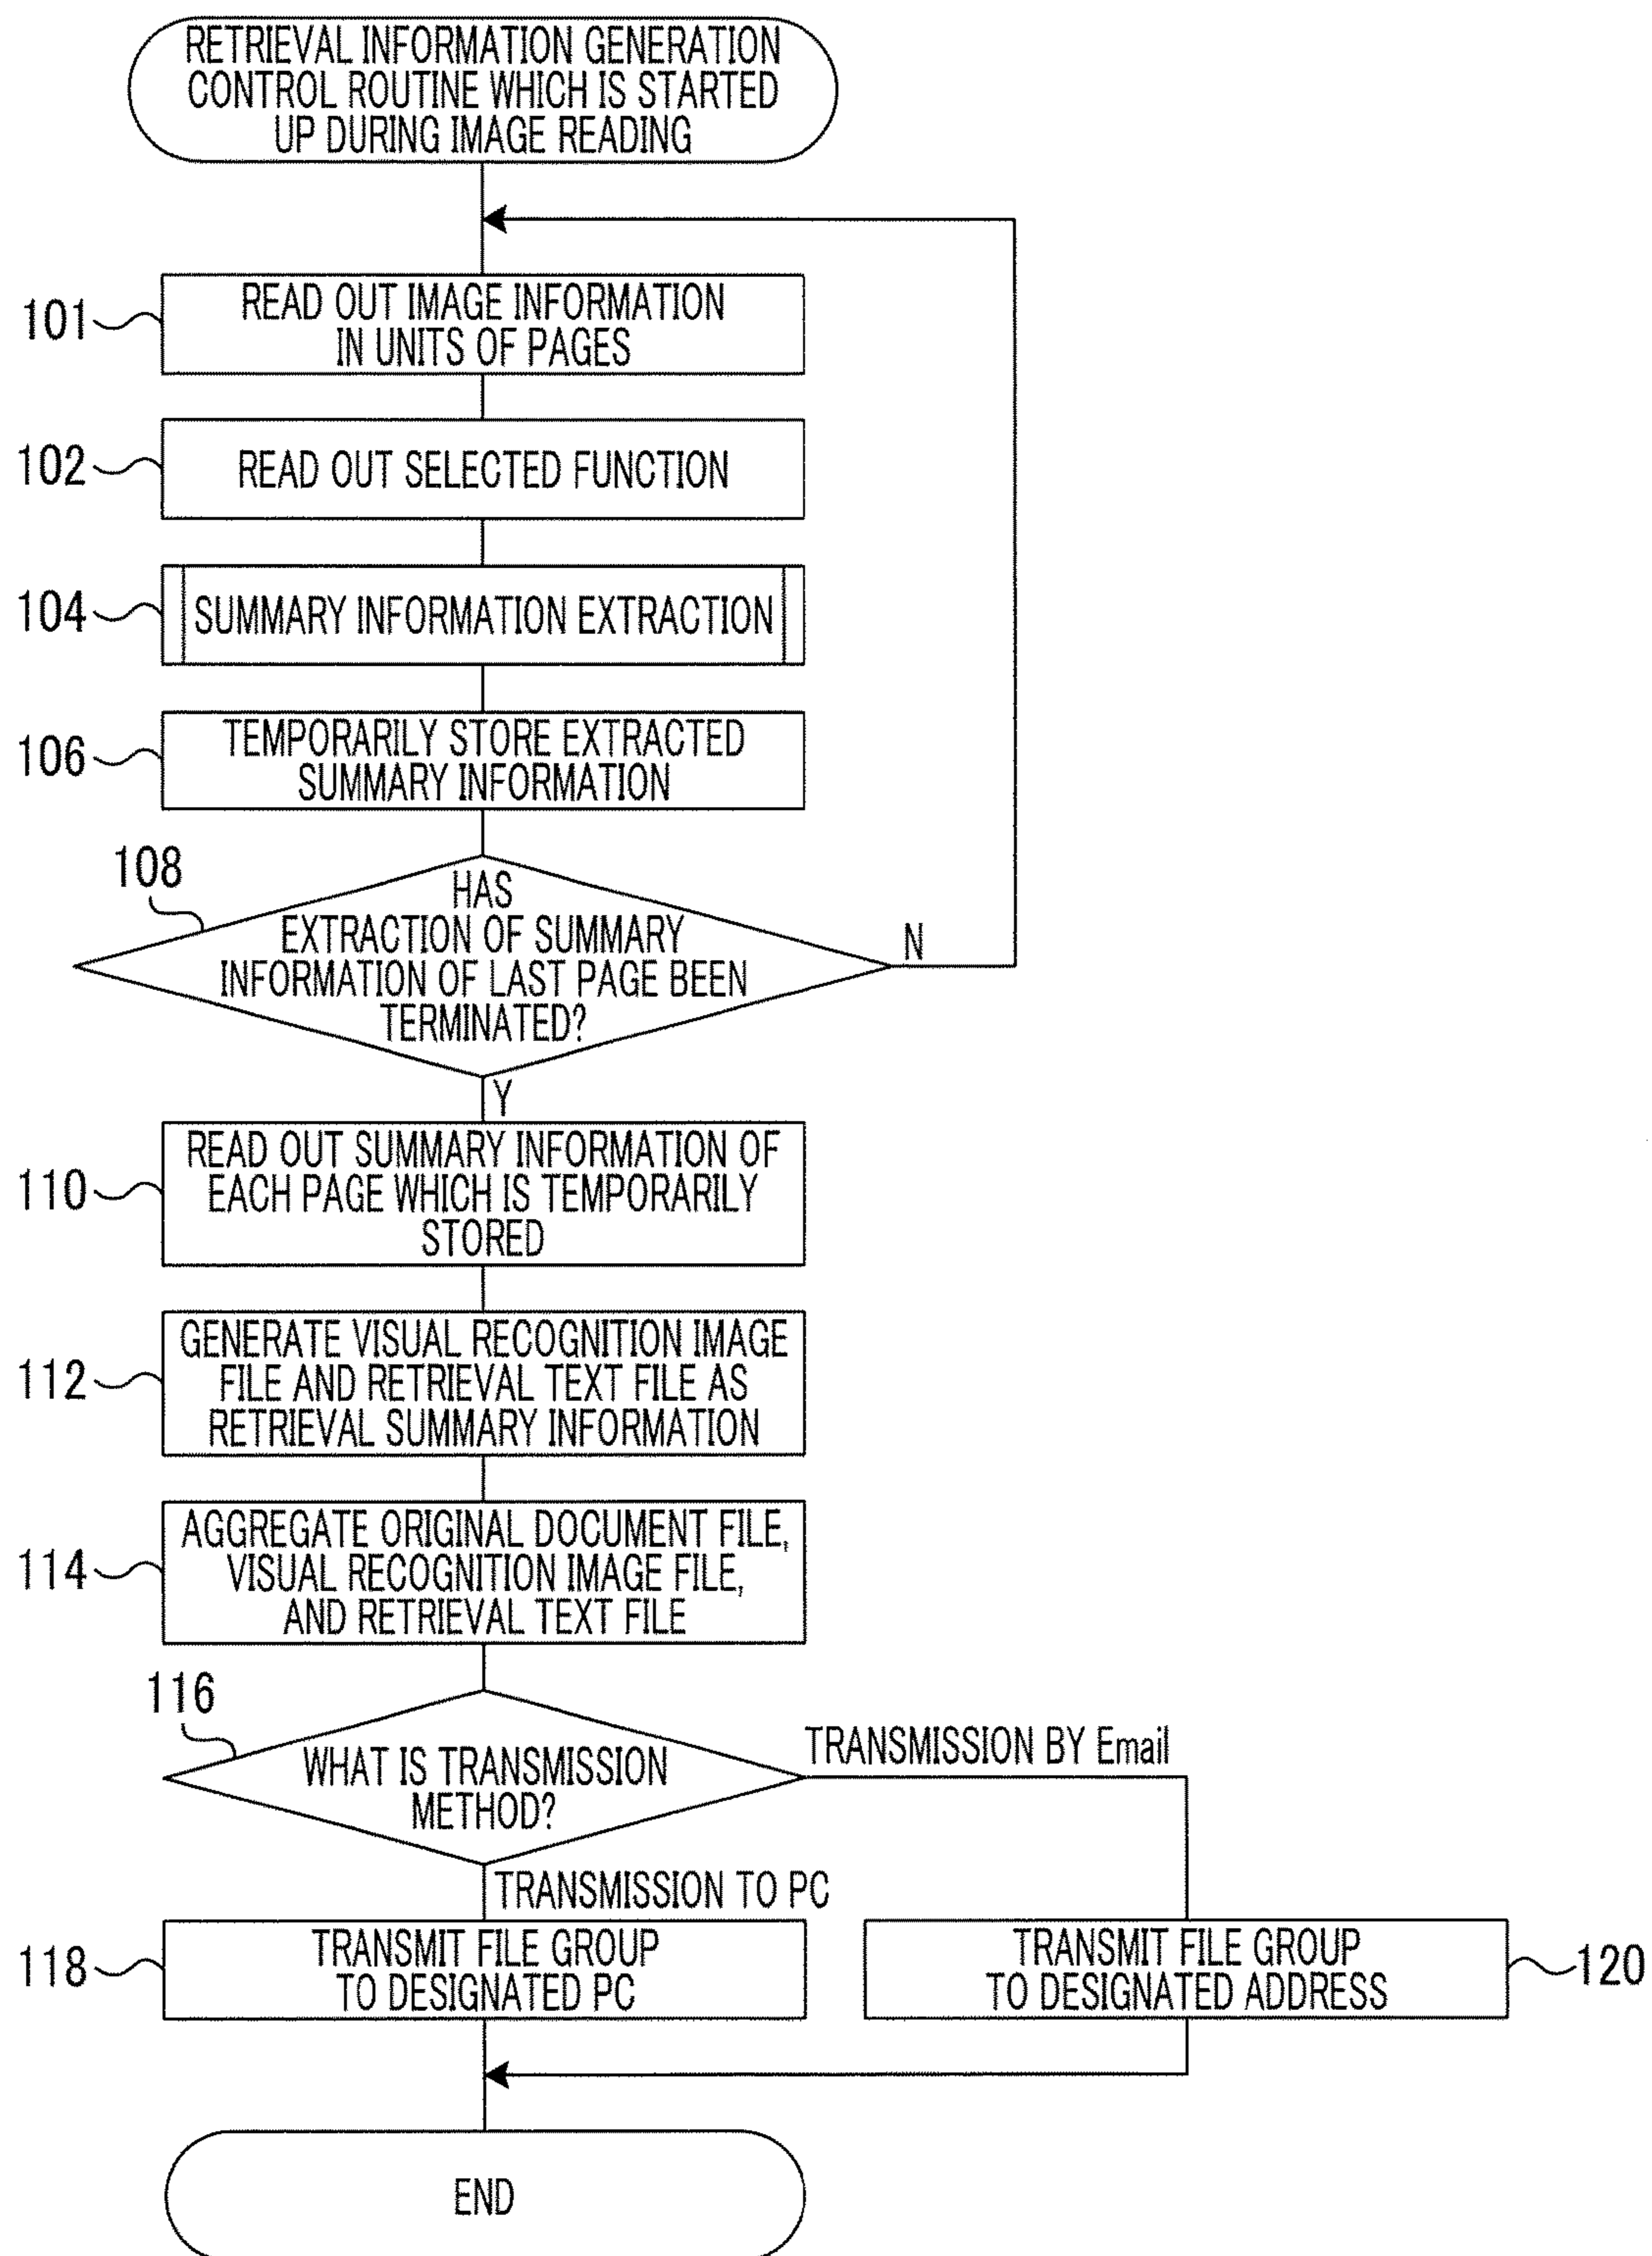 RETRIEVAL INFORMATION GENERATION
CONTROL ROUTINE WHICH IS STARTED
UP DURING IMAGE READING
101
READ OUT IMAGE INFORMATION
IN UNITS OF PAGES
102
READ OUT SELECTED FUNCTION
104
SUMMARY INFORMATION EXTRACTION
106
TEMPORARILY STORE EXTRACTED
SUMMARY INFORMATION
108
HAS
EXTRACTION OF SUMMARY
INFORMATION OF LAST PAGE BEEN
TERMINATED?
N
Y
110
READ OUT SUMMARY INFORMATION OF
EACH PAGE WHICH IS TEMPORARILY
STORED
112
GENERATE VISUAL RECOGNITION IMAGE
FILE AND RETRIEVAL TEXT FILE AS
RETRIEVAL SUMMARY INFORMATION
114
AGGREGATE ORIGINAL DOCUMENT FILE,
VISUAL RECOGNITION IMAGE FILE,
AND RETRIEVAL TEXT FILE
116
WHAT IS TRANSMISSION
METHOD?
TRANSMISSION BY Email
TRANSMISSION TO PC
118
TRANSMIT FILE GROUP
TO DESIGNATED PC
TRANSMIT FILE GROUP
TO DESIGNATED ADDRESS
120
END